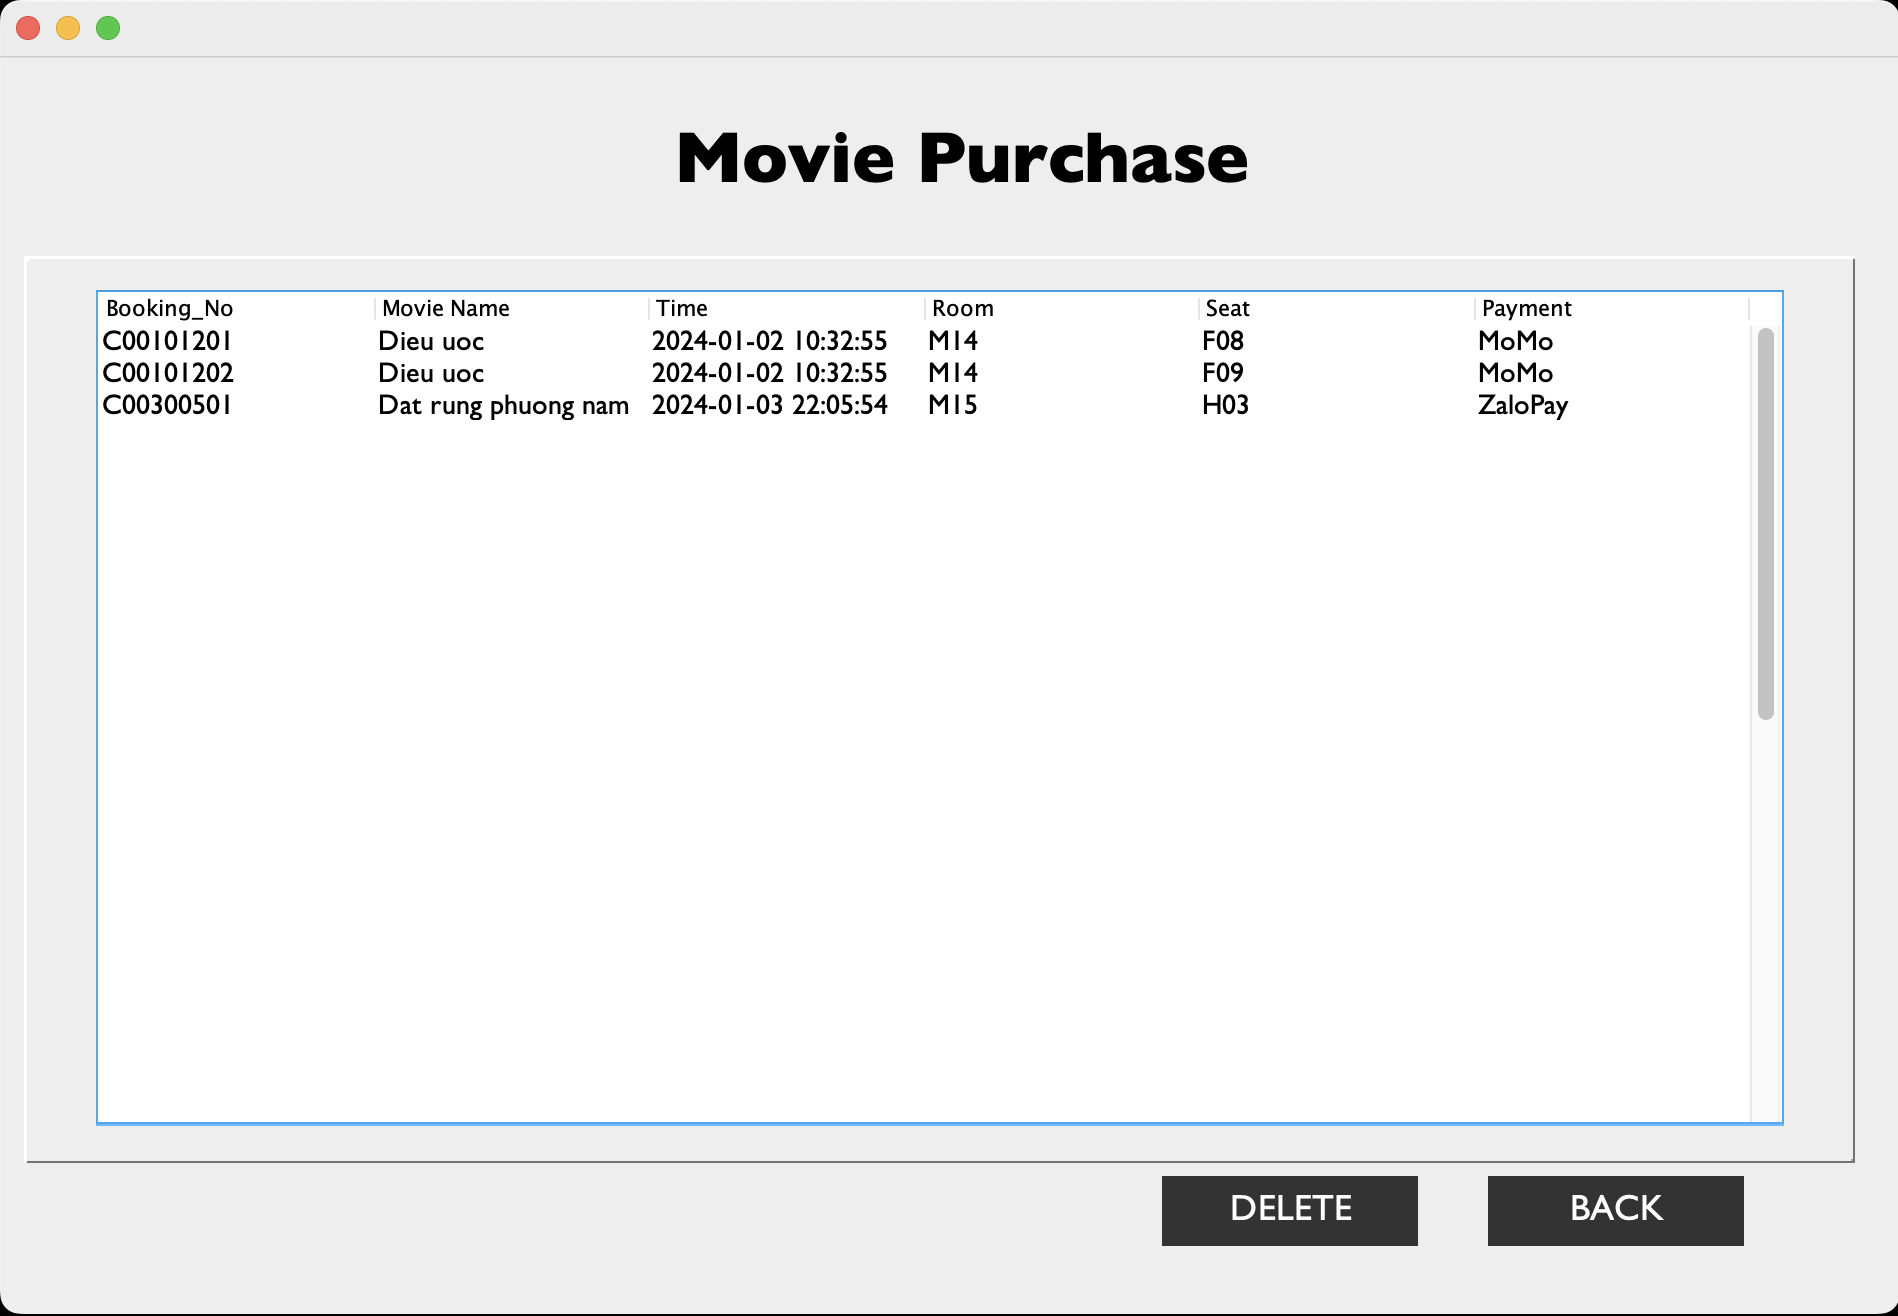 Movie Purchase
Booking_No Movie Name Time Room Seat Payment
C00101201 Dieu uoc 2024-01-02 10:32:55 M14 F08 MoMo
C00101202 Dieu uoc 2024-01-02 10:32:55 M14 F09 MoMo
C00300501 Dat rung phuong nam 2024-01-03 22:05:54 M15 H03 ZaloPay
DELETE BACK